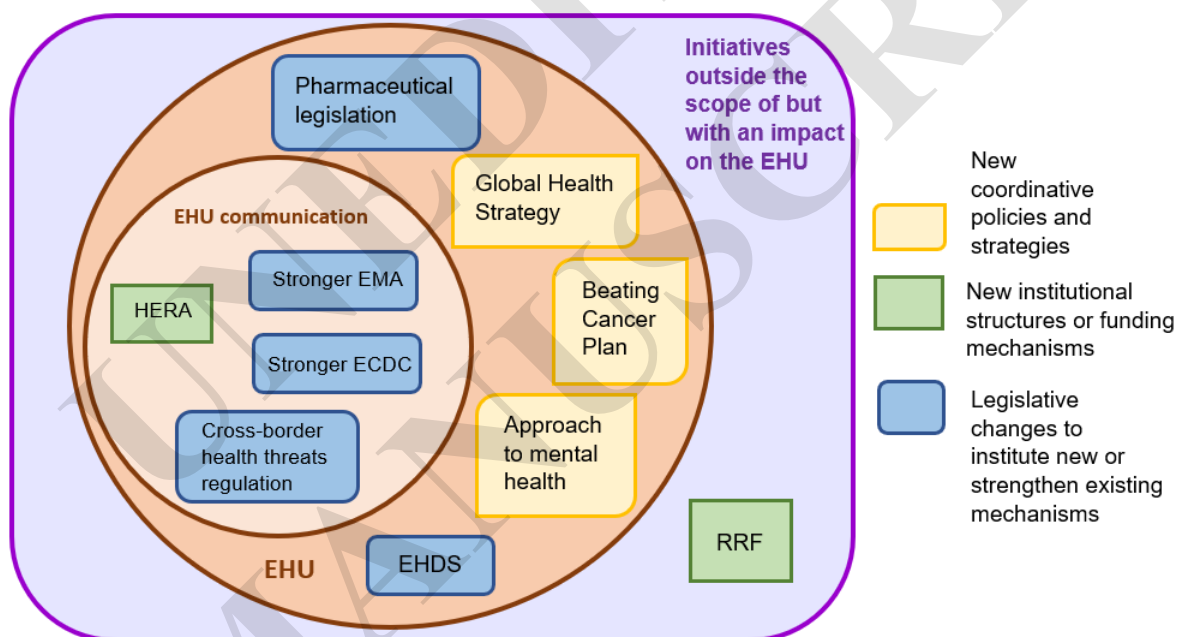 Pharmaceutical
legislation
Initiatives
outside the
scope of but
with an impact
on the EHU
Global Health
Strategy
EHU communication
Stronger EMA
HERA
Stronger ECDC
Cross-border
health threats
regulation
Beating
Cancer
Plan
Approach
to mental
health
EHU
EHDS
RRF
New
coordinative
policies and
strategies
New institutional
structures or funding
mechanisms
Legislative
changes to
institute new or
strengthen existing
mechanisms